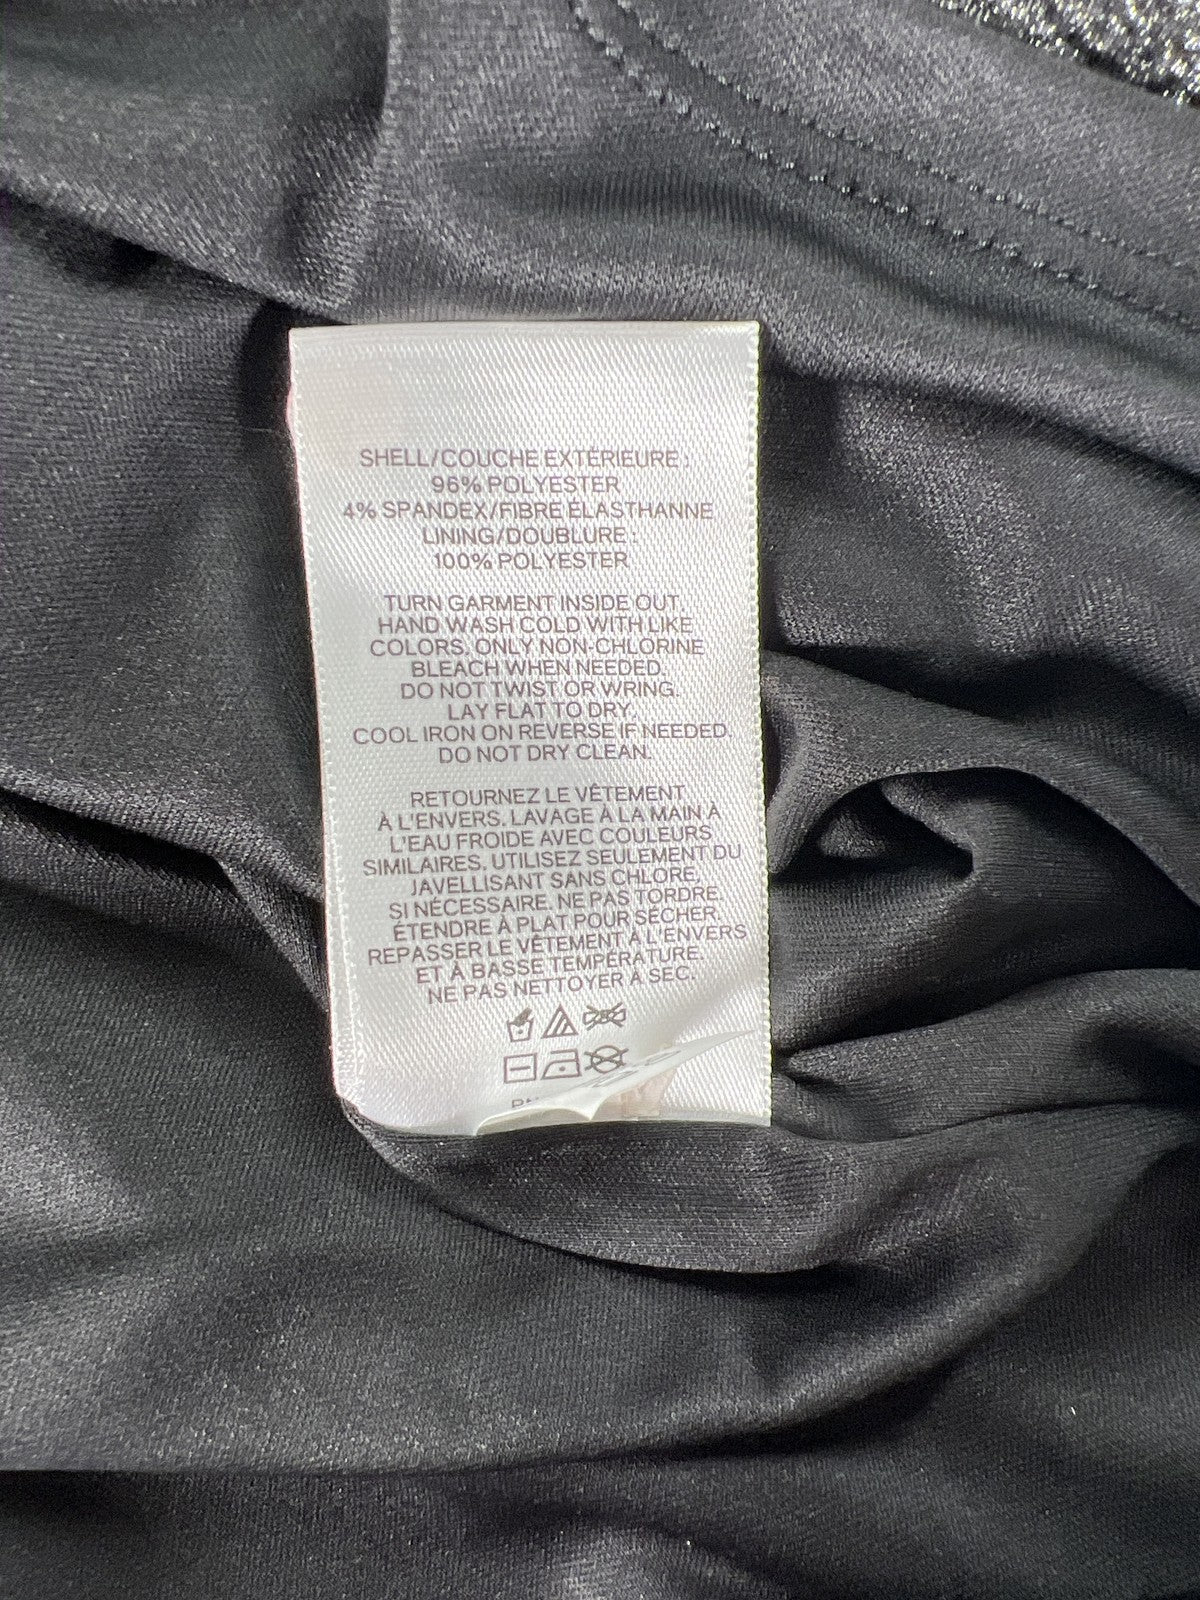 SHELL/COUCHE EXTÉRIEURE :
96% POLYESTER
4% SPANDEX/FIBRE ÉLASTHANNE
LINING/DOUBLURE :
100% POLYESTER
TURN GARMENT INSIDE OUT.
HAND WASH COLD WITH LIKE
COLORS. ONLY NON-CHLORINE
BLEACH WHEN NEEDED.
DO NOT TWIST OR WRING.
LAY FLAT TO DRY.
COOL IRON ON REVERSE IF NEEDED.
DO NOT DRY CLEAN.
RETOURNEZ LE VÊTEMENT
À L'ENVERS. LAVAGE À LA MAIN À
L'EAU FROIDE AVEC COULEURS
SIMILAIRES. UTILISEZ SEULEMENT DU
JAVELLISANT SANS CHLORE,
SI NÉCESSAIRE. NE PAS TORDRE.
ÉTENDRE À PLAT POUR SÉCHER.
REPASSER LE VÊTEMENT À L'ENVERS
ET À BASSE TEMPÉRATURE.
NE PAS NETTOYER À SEC.